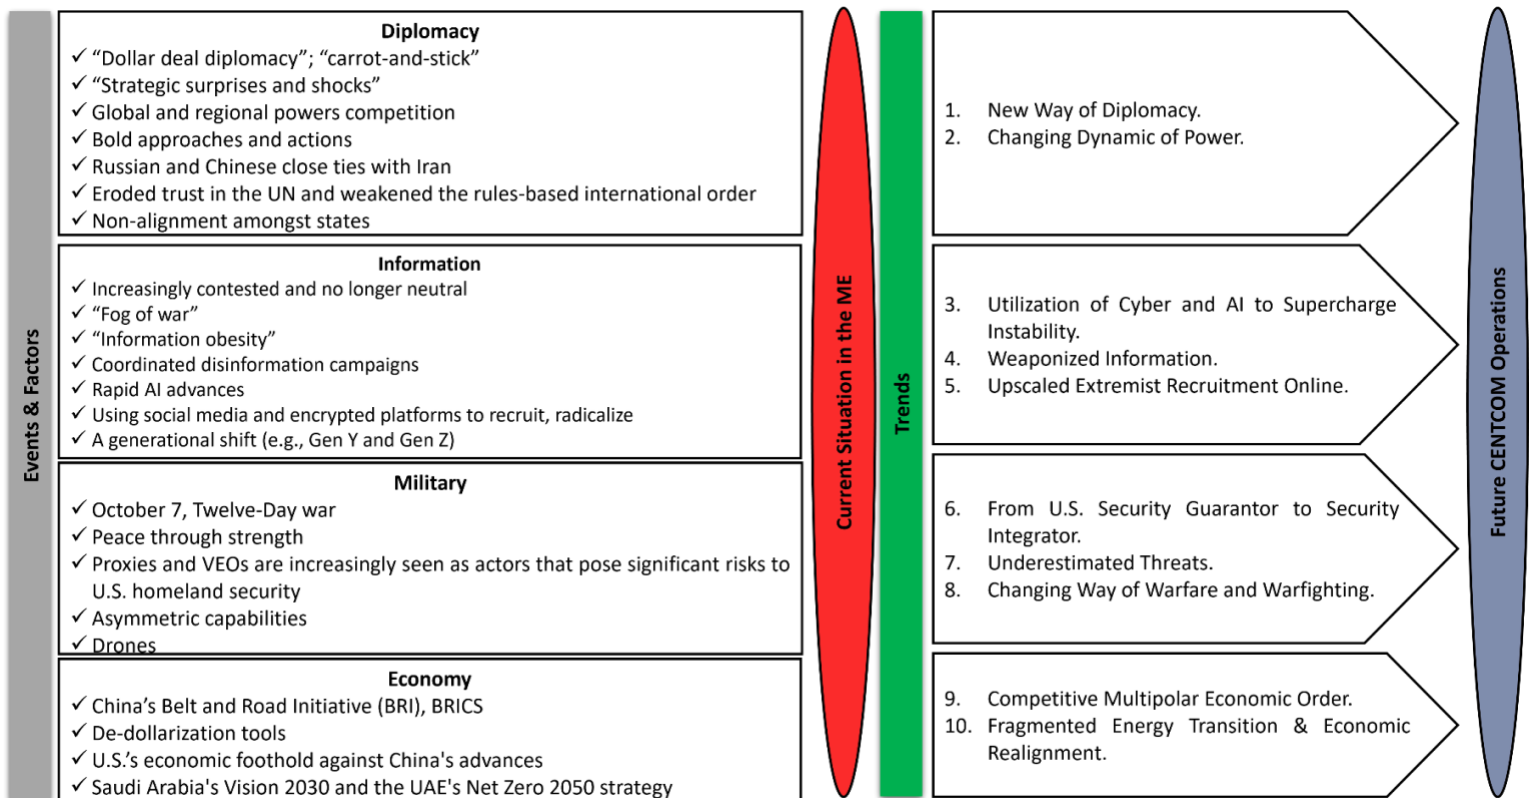 Events & Factors
Diplomacy
✓ “Dollar deal diplomacy”; “carrot-and-stick”
✓ “Strategic surprises and shocks”
✓ Global and regional powers competition
✓ Bold approaches and actions
✓ Russian and Chinese close ties with Iran
✓ Eroded trust in the UN and weakened the rules-based international order
✓ Non-alignment amongst states
Information
✓ Increasingly contested and no longer neutral
✓ “Fog of war”
✓ “Information obesity”
✓ Coordinated disinformation campaigns
✓ Rapid AI advances
✓ Using social media and encrypted platforms to recruit, radicalize
✓ A generational shift (e.g., Gen Y and Gen Z)
Military
✓ October 7, Twelve-Day war
✓ Peace through strength
✓ Proxies and VEOs are increasingly seen as actors that pose significant risks to
U.S. homeland security
✓ Asymmetric capabilities
✓ Drones
Economy
✓ China’s Belt and Road Initiative (BRI), BRICS
✓ De-dollarization tools
✓ U.S.’s economic foothold against China's advances
✓ Saudi Arabia's Vision 2030 and the UAE's Net Zero 2050 strategy
Current Situation in the ME
Trends
1. New Way of Diplomacy.
2. Changing Dynamic of Power.
3. Utilization of Cyber and AI to Supercharge
Instability.
4. Weaponized Information.
5. Upscaled Extremist Recruitment Online.
6. From U.S. Security Guarantor to Security
Integrator.
7. Underestimated Threats.
8. Changing Way of Warfare and Warfighting.
9. Competitive Multipolar Economic Order.
10. Fragmented Energy Transition & Economic
Realignment.
Future CENTCOM Operations